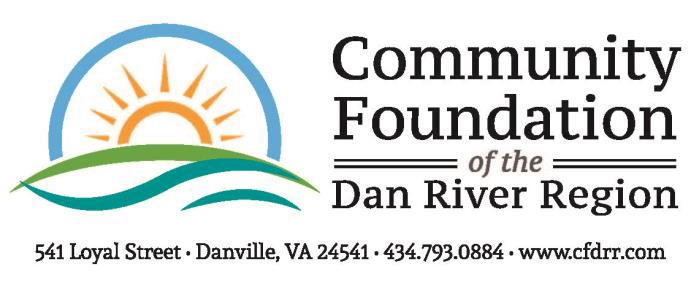 Community
Foundation
of the
Dan River Region
541 Loyal Street · Danville, VA 24541 · 434.793.0884 · www.cfdrr.com